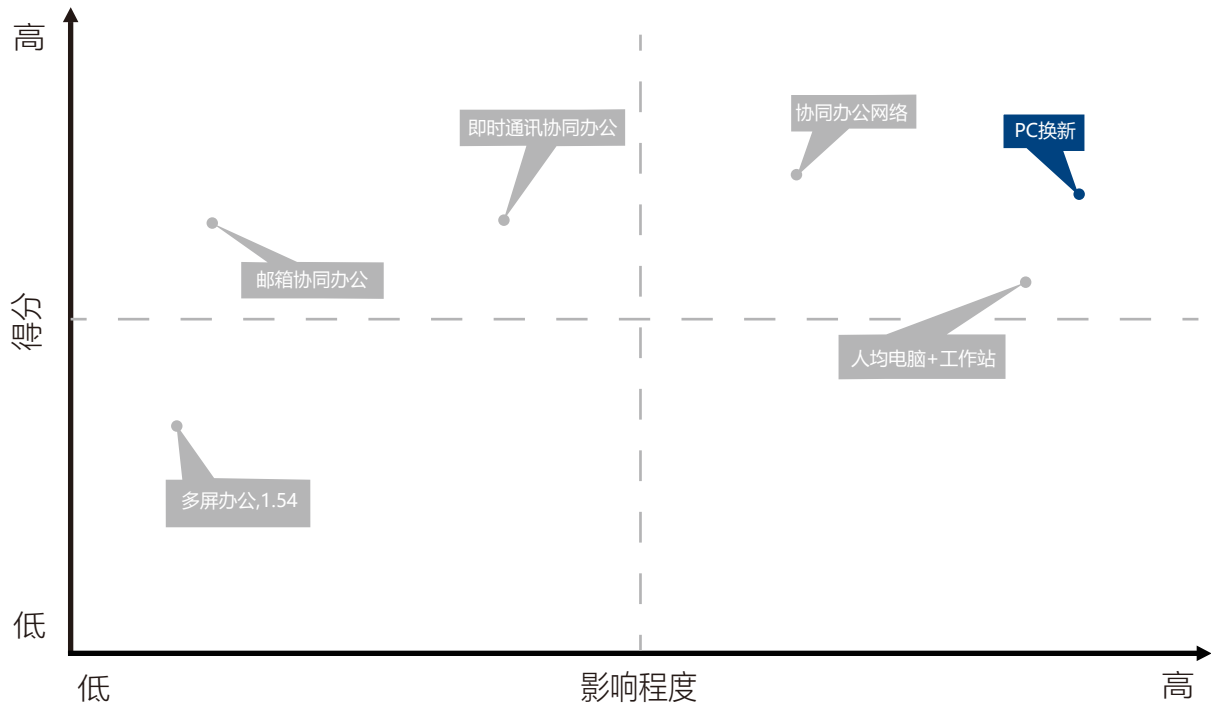 高
即时通讯协同办公
协同办公网络
PC换新
邮箱协同办公
得分
人均电脑+工作站
多屏办公,1.54
低
低
影响程度
高